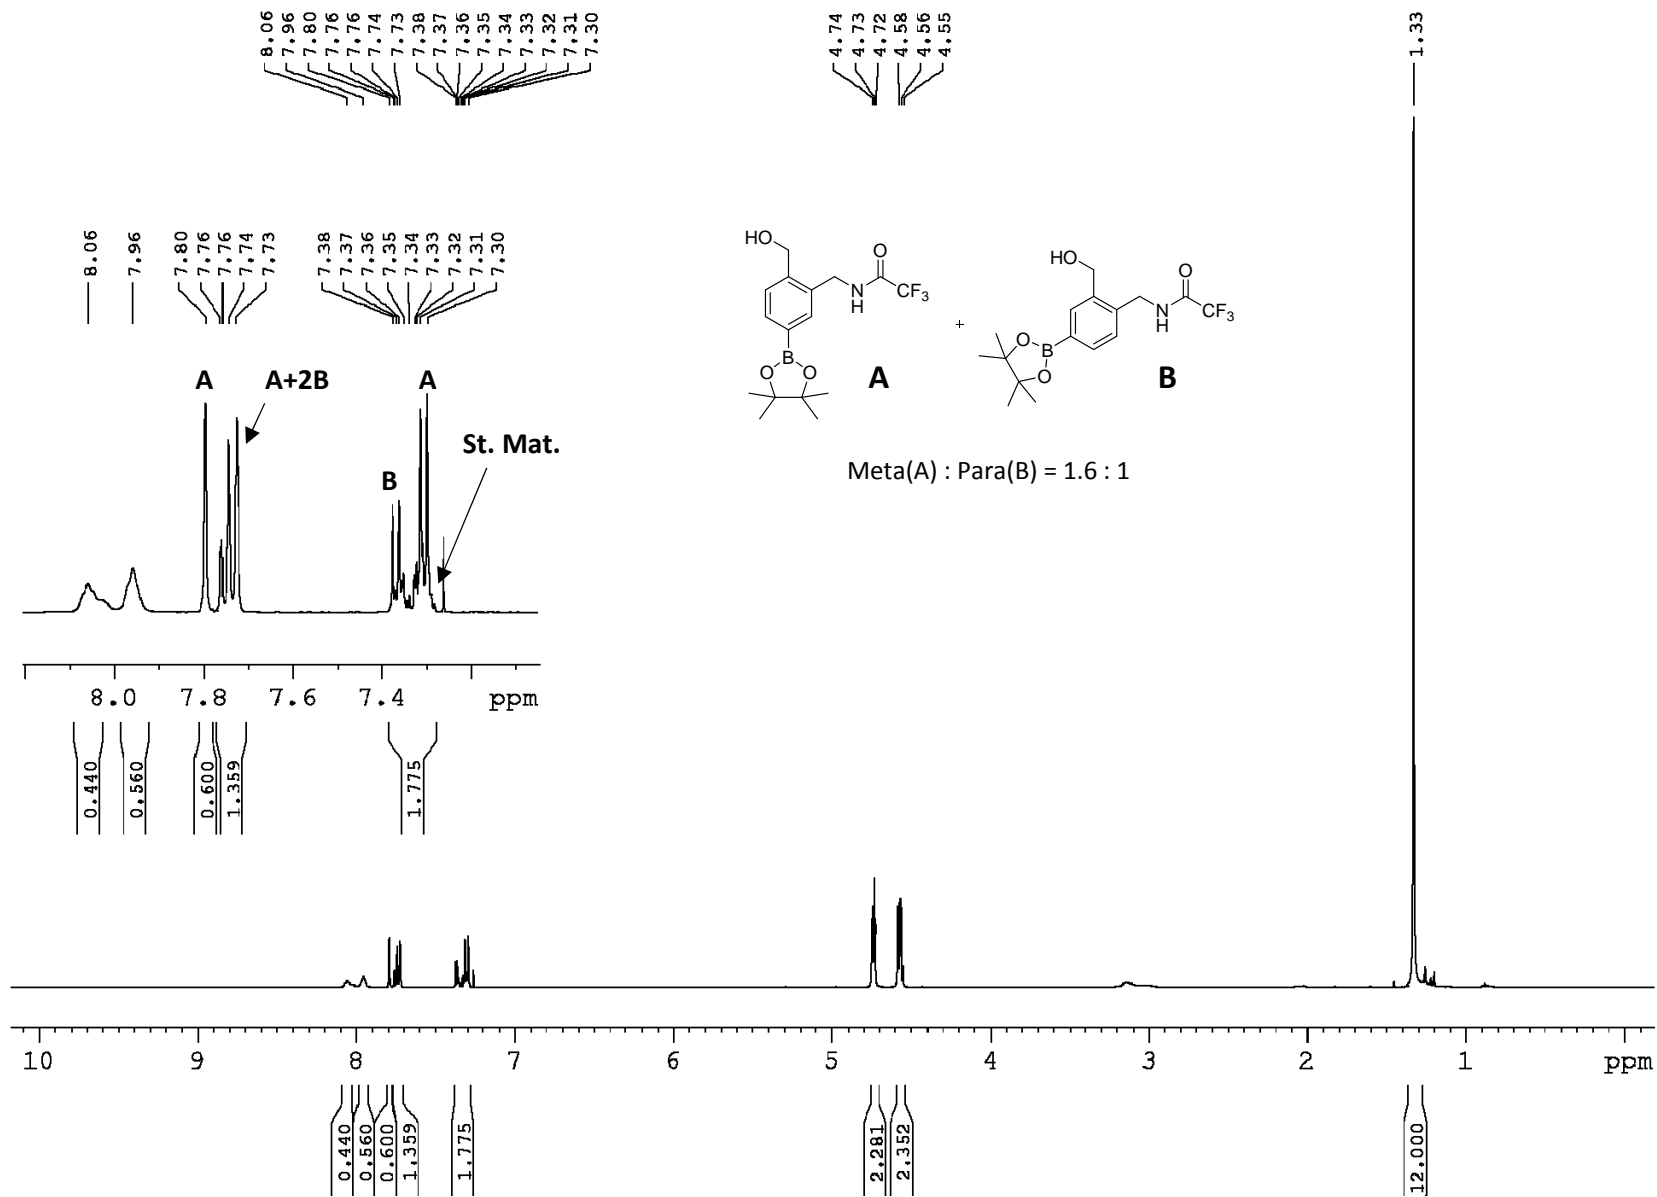 8.06 7.96 7.80 7.76 7.76 7.74 7.73 7.38 7.37 7.36 7.35 7.34 7.33 7.32 7.31 7.30
4.74 4.73 4.72 4.58 4.56 4.55
1.33
8.06 7.96 7.80 7.76 7.76 7.74 7.73
7.38 7.37 7.36 7.35 7.34 7.33 7.32 7.31 7.30
A A+2B A
St. Mat.
B
HO O
N CF3
H
B
O O
A
+
HO O
N CF3
H
O B
O
B
Meta(A) : Para(B) = 1.6 : 1
8.0 7.8 7.6 7.4 ppm
0.440 0.560 0.600 1.359 1.775
10 9 8 7 6 5 4 3 2 1 ppm
0.440 0.560 0.600 1.359 1.775 2.281 2.352 12.000